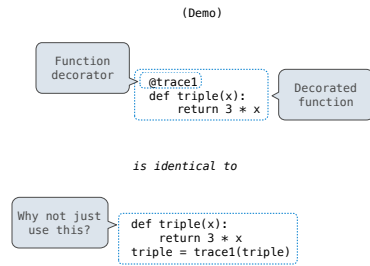 (Demo)
Function
decorator
@trace1
def triple(x):
    return 3 * x
Decorated
function
is identical to
Why not just
use this?
def triple(x):
    return 3 * x
triple = trace1(triple)